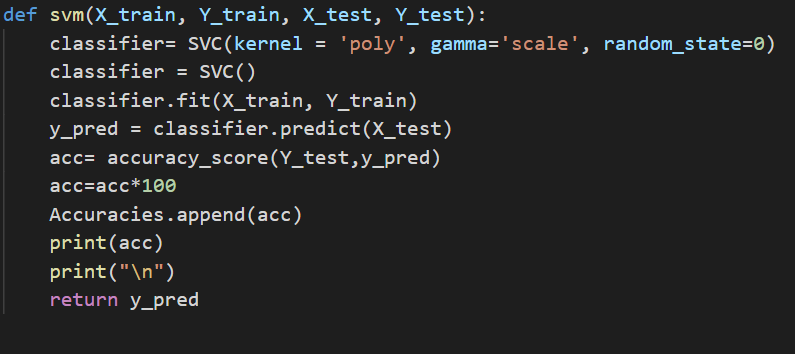 def svm(X_train, Y_train, X_test, Y_test):
    classifier= SVC(kernel = 'poly', gamma='scale', random_state=0)
    classifier = SVC()
    classifier.fit(X_train, Y_train)
    y_pred = classifier.predict(X_test)
    acc= accuracy_score(Y_test,y_pred)
    acc=acc*100
    Accuracies.append(acc)
    print(acc)
    print("\n")
    return y_pred